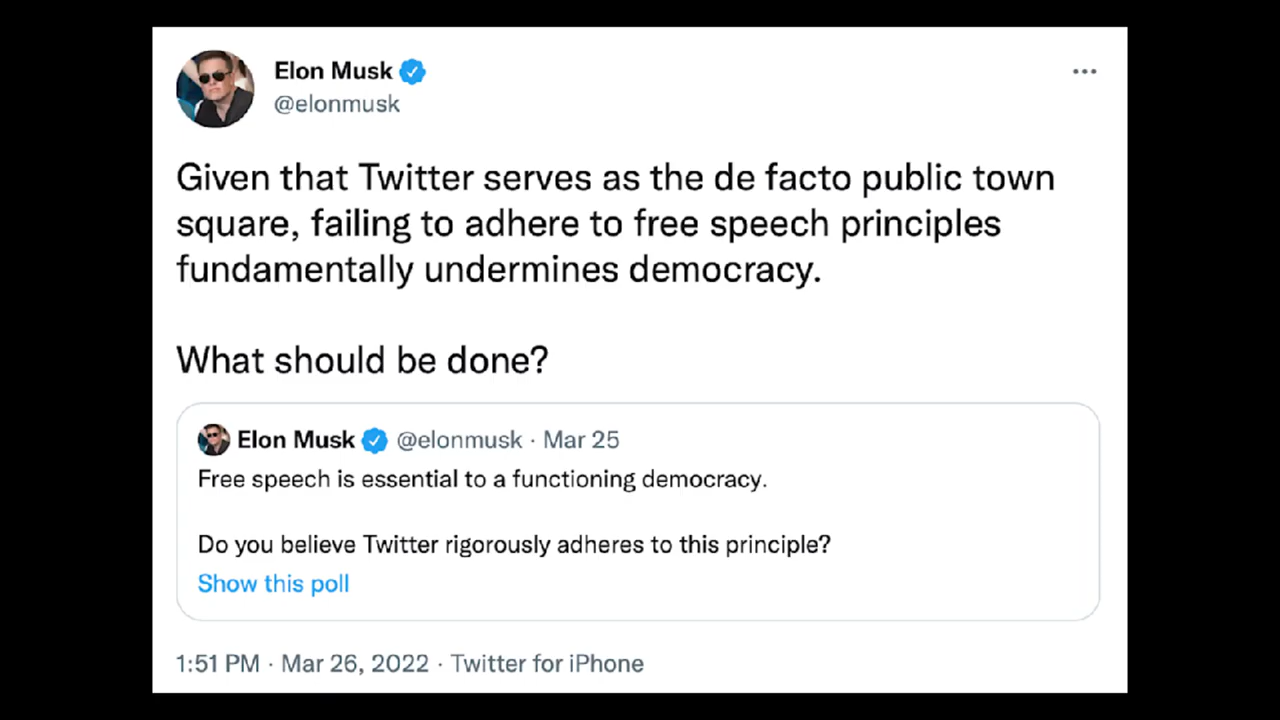 Elon Musk
@elonmusk
Given that Twitter serves as the de facto public town
square, failing to adhere to free speech principles
fundamentally undermines democracy.
What should be done?
Elon Musk @elonmusk · Mar 25
Free speech is essential to a functioning democracy.
Do you believe Twitter rigorously adheres to this principle?
Show this poll
1:51 PM · Mar 26, 2022 · Twitter for iPhone